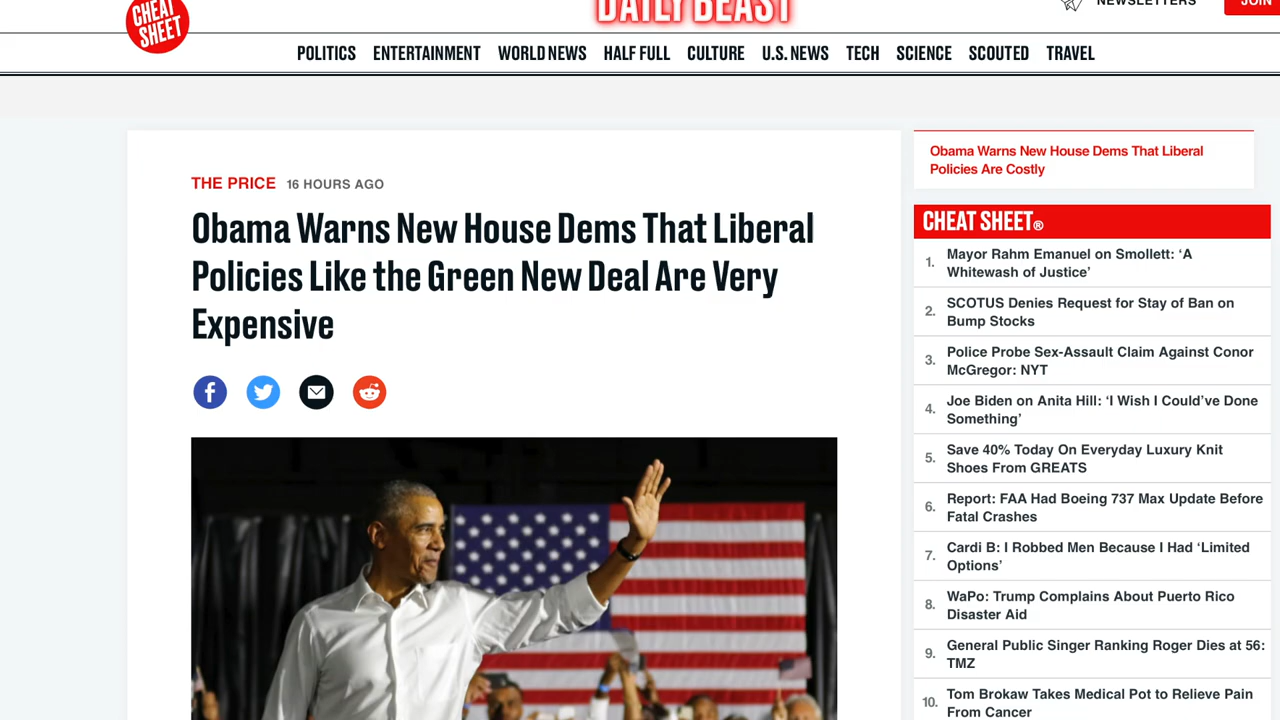 CHEAT
SHEET
DAILY BEAST
NEWSLETTERS
JOIN
POLITICS ENTERTAINMENT WORLD NEWS HALF FULL CULTURE U.S. NEWS TECH SCIENCE SCOUTED TRAVEL
THE PRICE 16 HOURS AGO
Obama Warns New House Dems That Liberal
Policies Like the Green New Deal Are Very
Expensive
Obama Warns New House Dems That Liberal
Policies Are Costly
CHEAT SHEET®
1. Mayor Rahm Emanuel on Smollett: ‘A
Whitewash of Justice’
2. SCOTUS Denies Request for Stay of Ban on
Bump Stocks
3. Police Probe Sex-Assault Claim Against Conor
McGregor: NYT
4. Joe Biden on Anita Hill: ‘I Wish I Could’ve Done
Something’
5. Save 40% Today On Everyday Luxury Knit
Shoes From GREATS
6. Report: FAA Had Boeing 737 Max Update Before
Fatal Crashes
7. Cardi B: I Robbed Men Because I Had ‘Limited
Options’
8. WaPo: Trump Complains About Puerto Rico
Disaster Aid
9. General Public Singer Ranking Roger Dies at 56:
TMZ
10. Tom Brokaw Takes Medical Pot to Relieve Pain
From Cancer